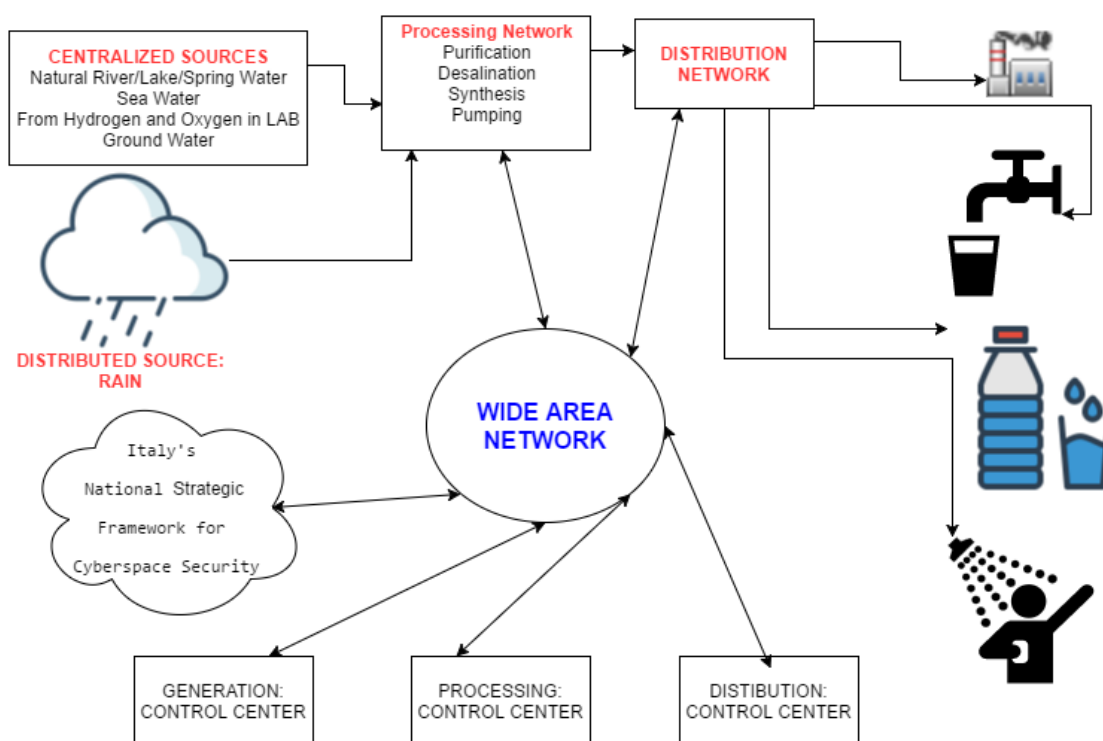 CENTRALIZED SOURCES
Natural River/Lake/Spring Water
Sea Water
From Hydrogen and Oxygen in LAB
Ground Water
Processing Network
Purification
Desalination
Synthesis
Pumping
DISTRIBUTION
NETWORK
DISTRIBUTED SOURCE:
RAIN
WIDE AREA
NETWORK
Italy's
National Strategic
Framework for
Cyberspace Security
GENERATION:
CONTROL CENTER
PROCESSING:
CONTROL CENTER
DISTIBUTION:
CONTROL CENTER